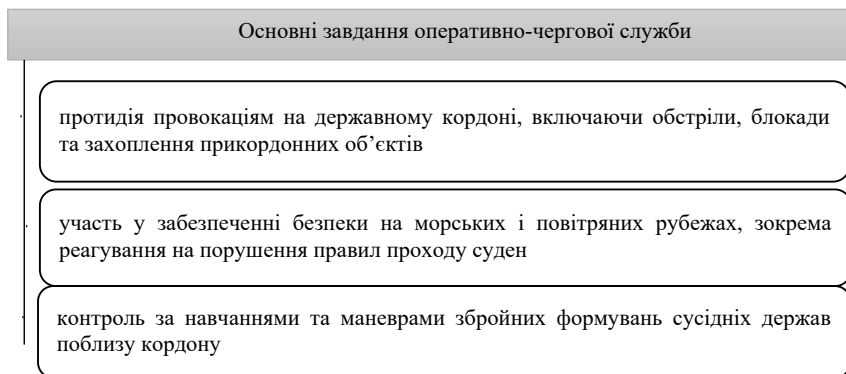 Основні завдання оперативно-чергової служби
протидія провокаціям на державному кордоні, включаючи обстріли, блокади
та захоплення прикордонних об’єктів
участь у забезпеченні безпеки на морських і повітряних рубежах, зокрема
реагування на порушення правил проходу суден
контроль за навчаннями та маневрами збройних формувань сусідніх держав
поблизу кордону